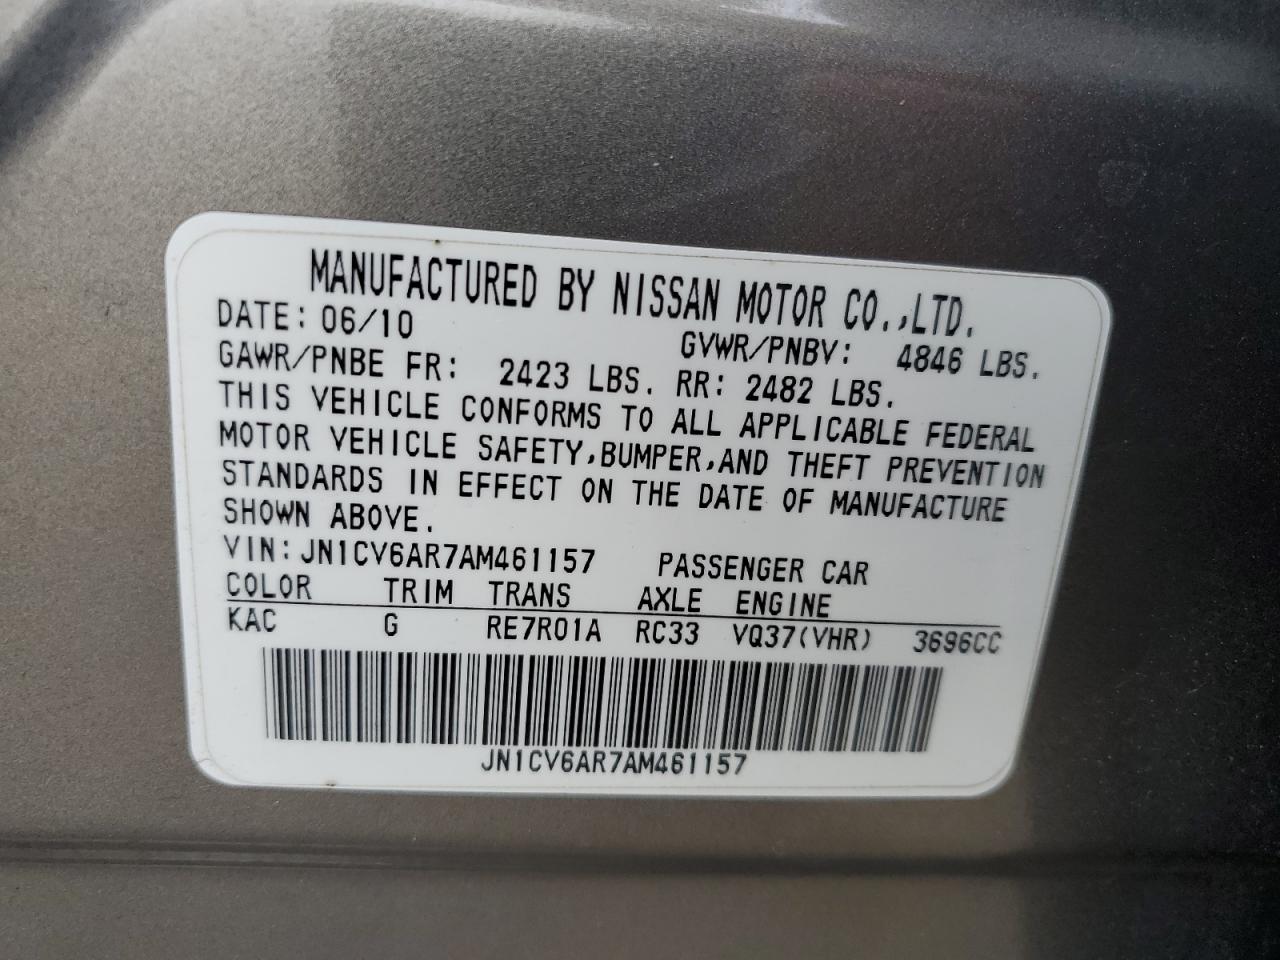 MANUFACTURED BY NISSAN MOTOR CO.,LTD.
DATE: 06/10 GVWR/PNBV: 4846 LBS.
GAWR/PNBE FR: 2423 LBS. RR: 2482 LBS.
THIS VEHICLE CONFORMS TO ALL APPLICABLE FEDERAL
MOTOR VEHICLE SAFETY,BUMPER,AND THEFT PREVENTION
STANDARDS IN EFFECT ON THE DATE OF MANUFACTURE
SHOWN ABOVE.
VIN: JN1CV6AR7AM461157 PASSENGER CAR
COLOR TRIM TRANS AXLE ENGINE
KAC G RE7R01A RC33 VQ37(VHR) 3696CC
JN1CV6AR7AM461157